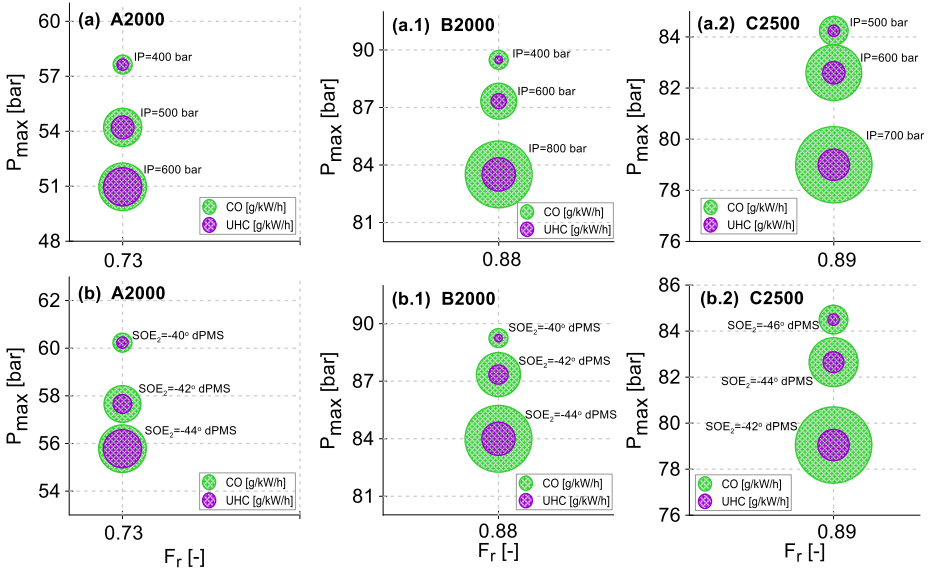 (a) A2000
60
57
54
51
48
P_max [bar]
IP=400 bar
IP=500 bar
IP=600 bar
CO [g/kW/h]
UHC [g/kW/h]
0.73
(a.1) B2000
90
87
84
81
P_max [bar]
IP=400 bar
IP=600 bar
IP=800 bar
CO [g/kW/h]
UHC [g/kW/h]
0.88
(a.2) C2500
84
82
80
78
76
P_max [bar]
IP=500 bar
IP=600 bar
IP=700 bar
CO [g/kW/h]
UHC [g/kW/h]
0.89
(b) A2000
62
60
58
56
54
P_max [bar]
SOE₂=-40° dPMS
SOE₂=-42° dPMS
SOE₂=-44° dPMS
CO [g/kW/h]
UHC [g/kW/h]
0.73
F_r [-]
(b.1) B2000
90
87
84
81
P_max [bar]
SOE₂=-40° dPMS
SOE₂=-42° dPMS
SOE₂=-44° dPMS
CO [g/kW/h]
UHC [g/kW/h]
0.88
F_r [-]
(b.2) C2500
86
84
82
80
78
76
P_max [bar]
SOE₂=-46° dPMS
SOE₂=-44° dPMS
SOE₂=-42° dPMS
CO [g/kW/h]
UHC [g/kW/h]
0.89
F_r [-]